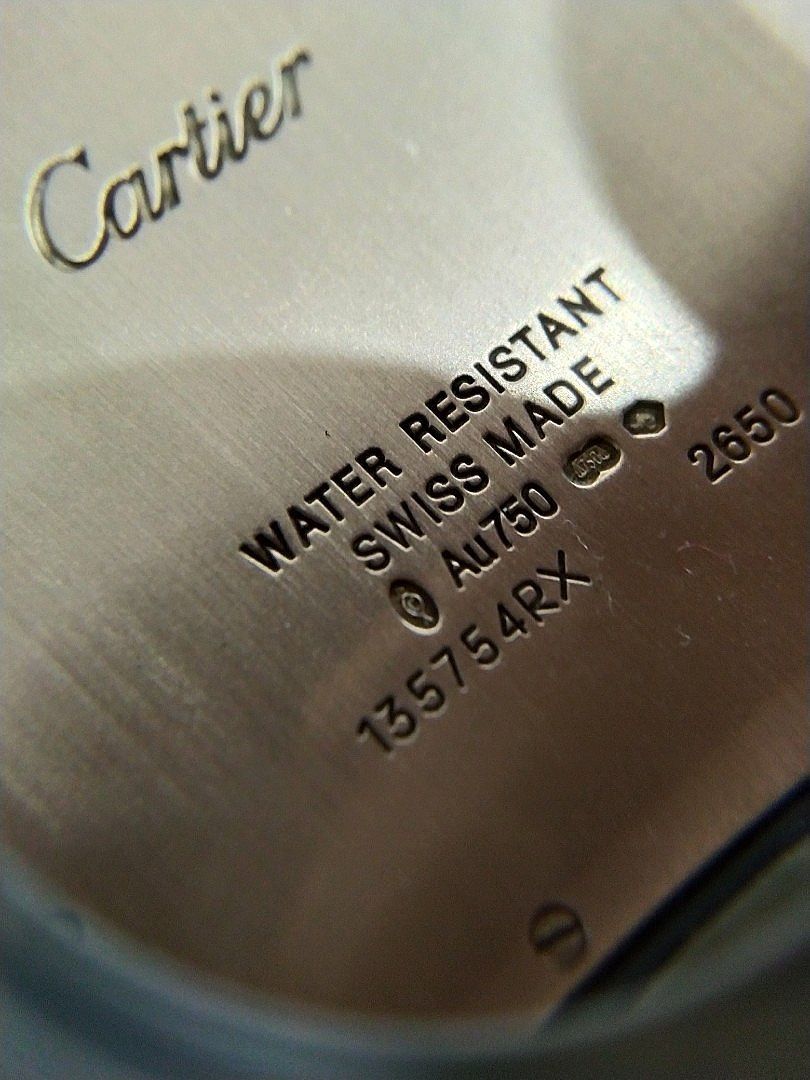 Cartier
WATER RESISTANT
SWISS MADE
Au750
2650
135754RX